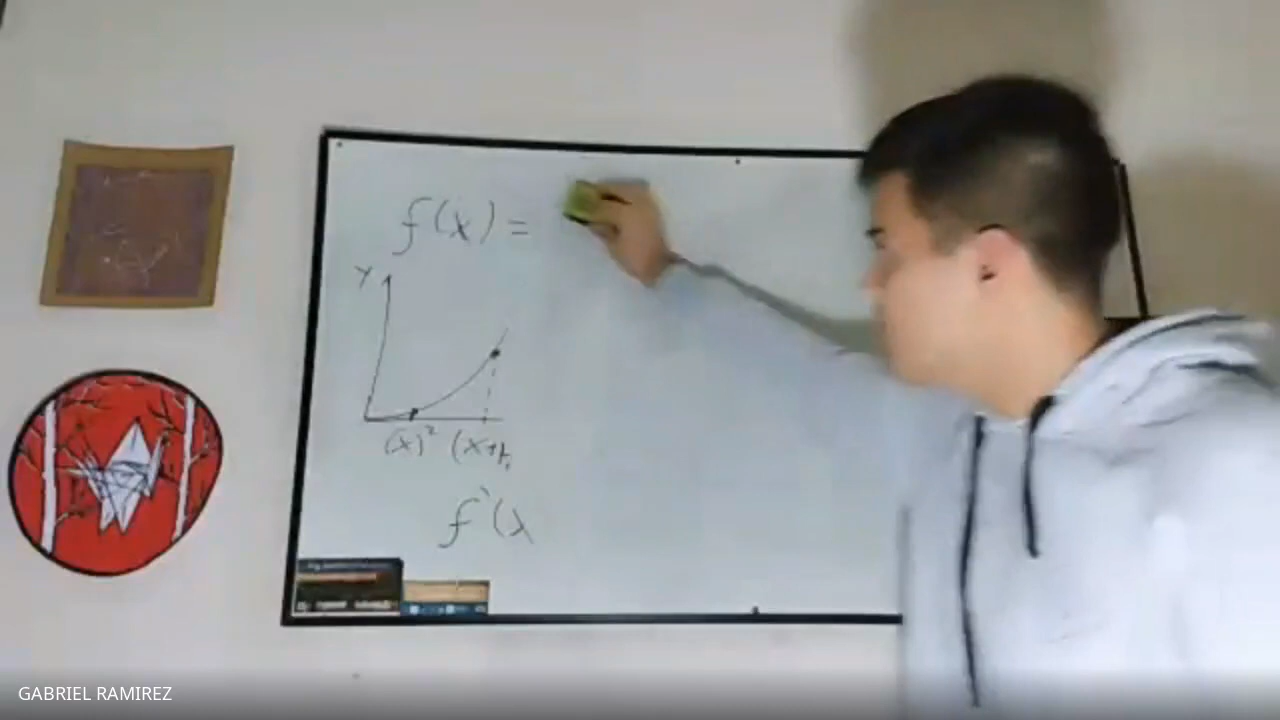 f(x) =
y
(x)² (x+h
f'(x
GABRIEL RAMIREZ